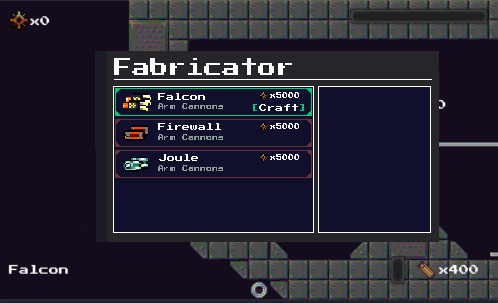 x0
Fabricator
Falcon x5000
Arm Cannons [Craft]
Firewall x5000
Arm Cannons
Joule x5000
Arm Cannons
Falcon
x400